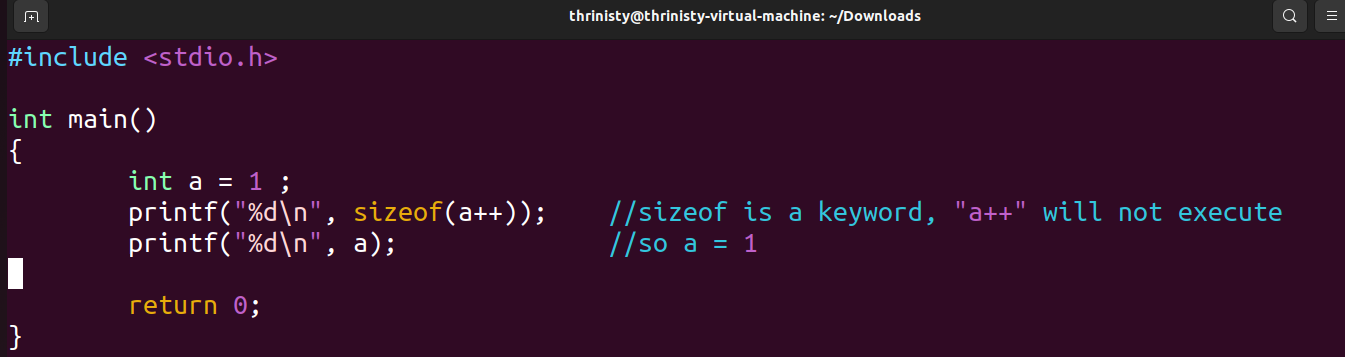 thrinisty@thrinisty-virtual-machine: ~/Downloads
#include <stdio.h>
int main()
{
        int a = 1 ;
        printf("%d\n", sizeof(a++));    //sizeof is a keyword, "a++" will not execute
        printf("%d\n", a);              //so a = 1
        return 0;
}